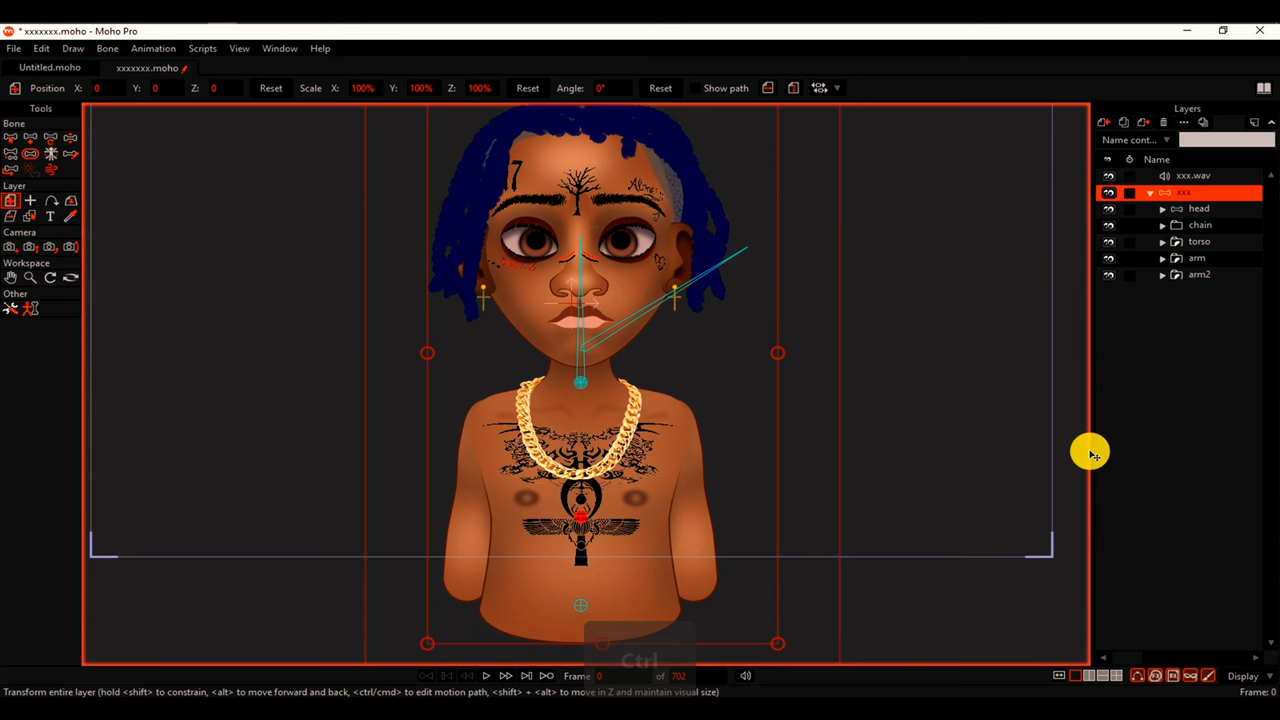 * xxxxxxx.moho - Moho Pro
File Edit Draw Bone Animation Scripts View Window Help
Untitled.moho xxxxxxx.moho
Position X: 0 Y: 0 Z: 0 Reset Scale X: 100% Y: 100% Z: 100% Reset Angle: 0° Reset Show path
Tools
Bone
Layer
Camera
Workspace
Other
Layers
Name cont...
Name
xxx.wav
xxx
head
chain
torso
arm
arm2
7
Alone
Ctrl
Frame 0 of 702
Display
Transform entire layer (hold <shift> to constrain, <alt> to move forward and back, <ctrl/cmd> to edit motion path, <shift> + <alt> to move in Z and maintain visual size)
Frame: 0